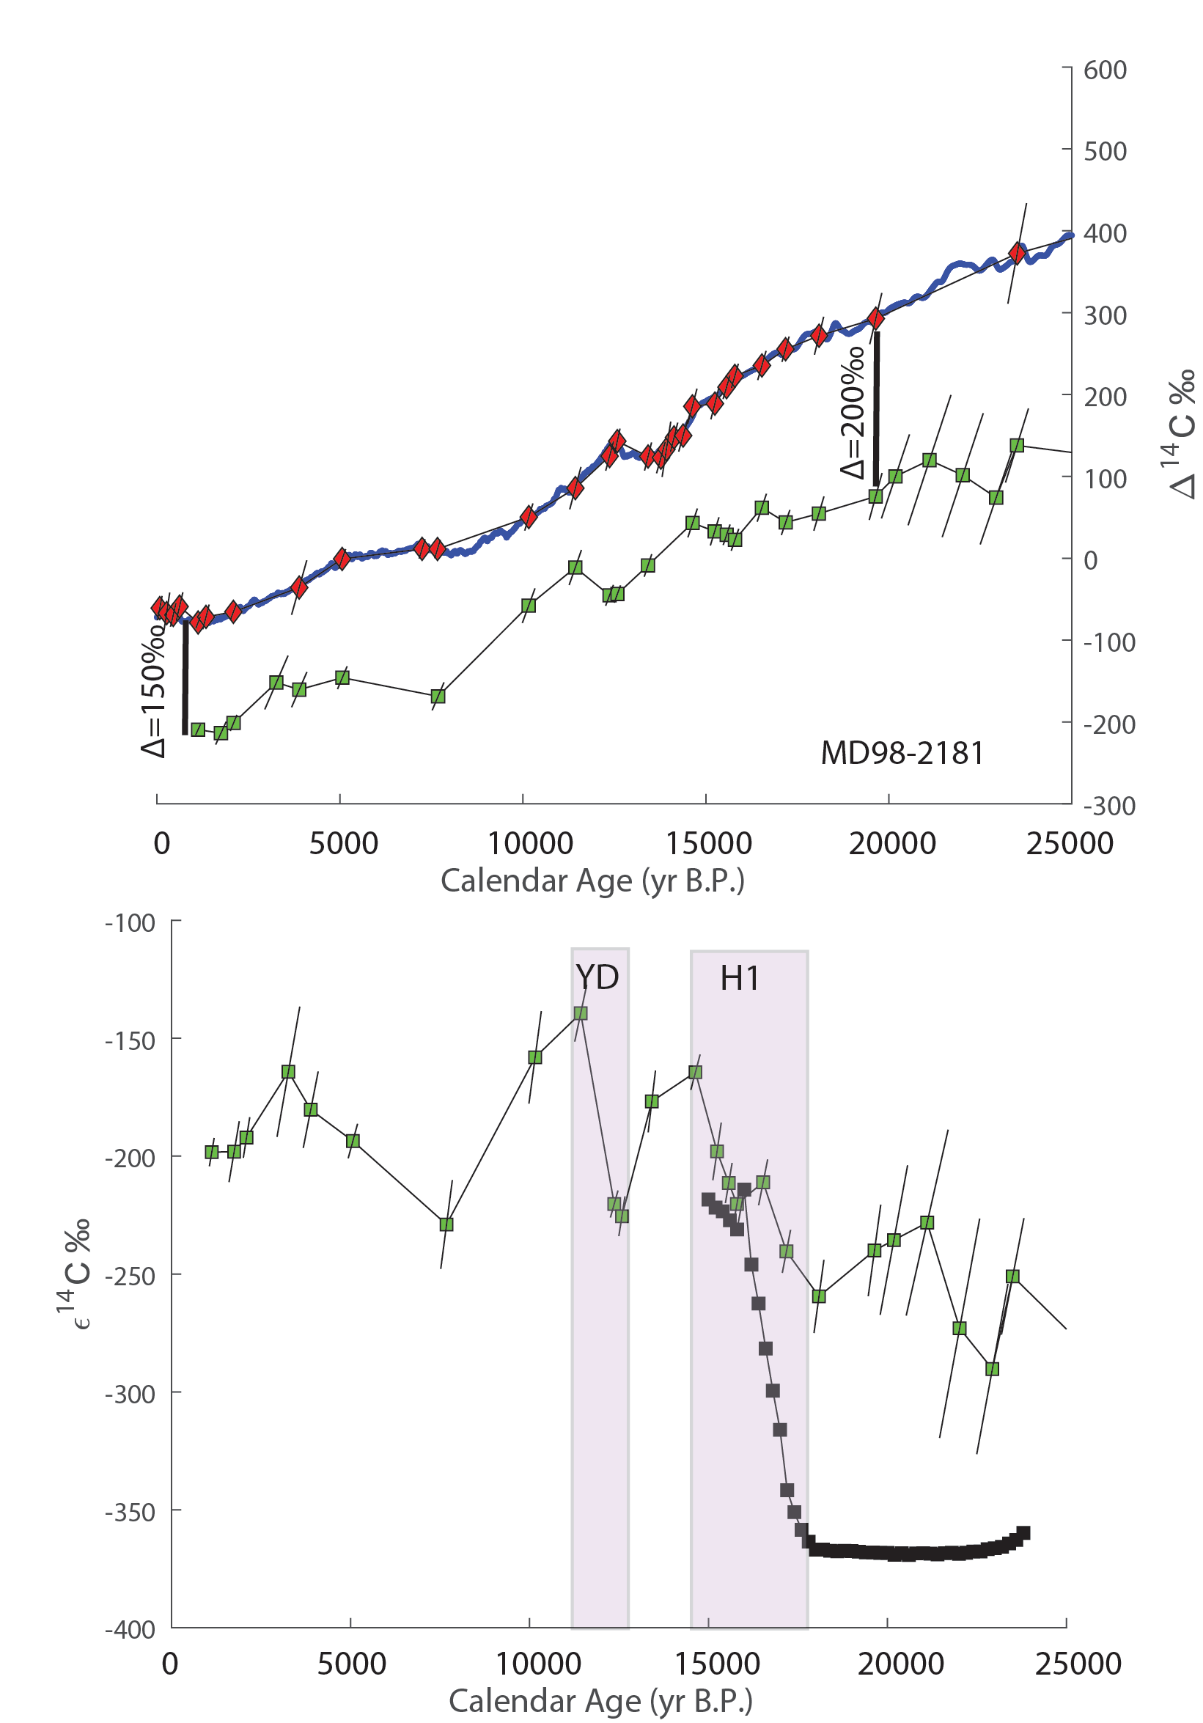 600
500
400
300
200
100
0
-100
-200
-300
Δ 14 C ‰
Δ=200‰
Δ=150‰
MD98-2181
0 5000 10000 15000 20000 25000
Calendar Age (yr B.P.)
-100
-150
-200
-250
-300
-350
-400
ϵ 14 C ‰
YD H1
0 5000 10000 15000 20000 25000
Calendar Age (yr B.P.)